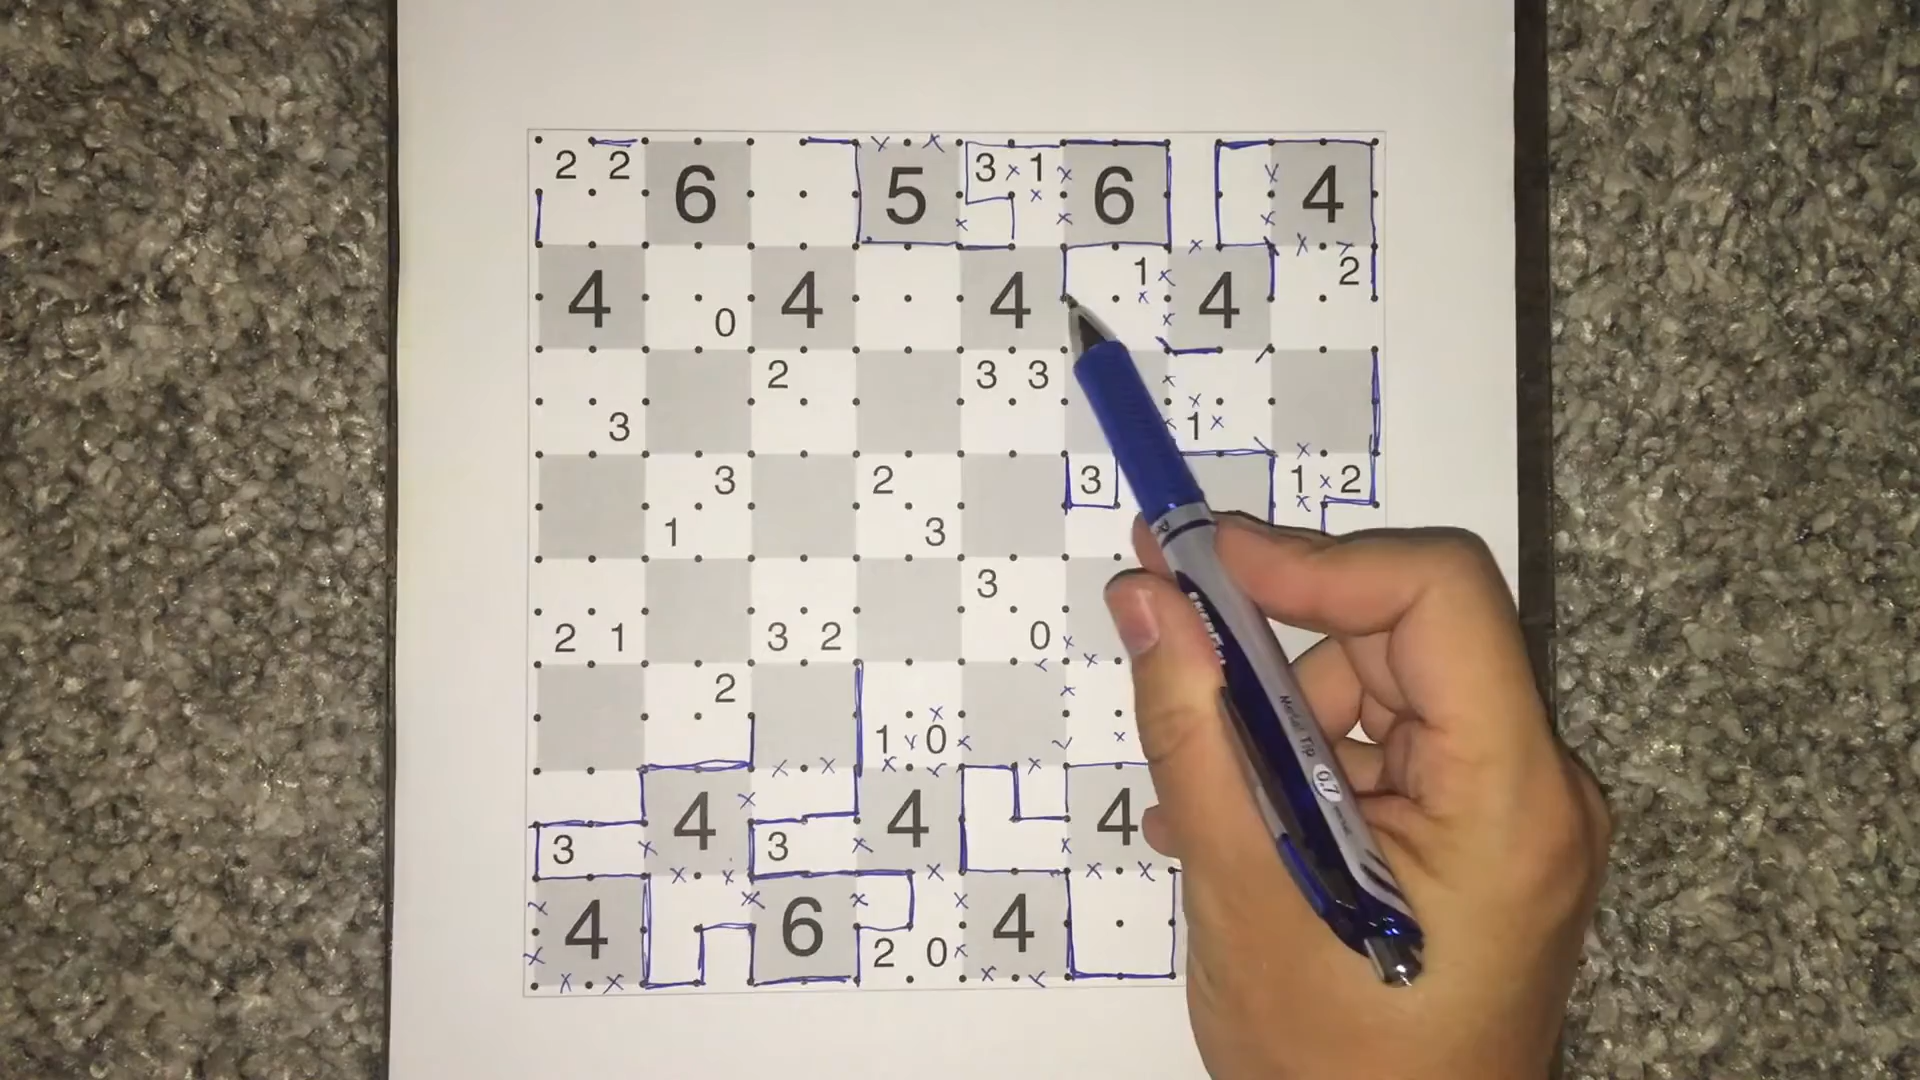 2 2 6 5 3 1 6 4
4 0 4 4 1 4 2
3 2 3 3 1
3 1 2 3 3 1 2
2 1 3 2 3 0
2 1 0
3 4 3 4 4
4 6 2 0 4
Metal Tip 0.7